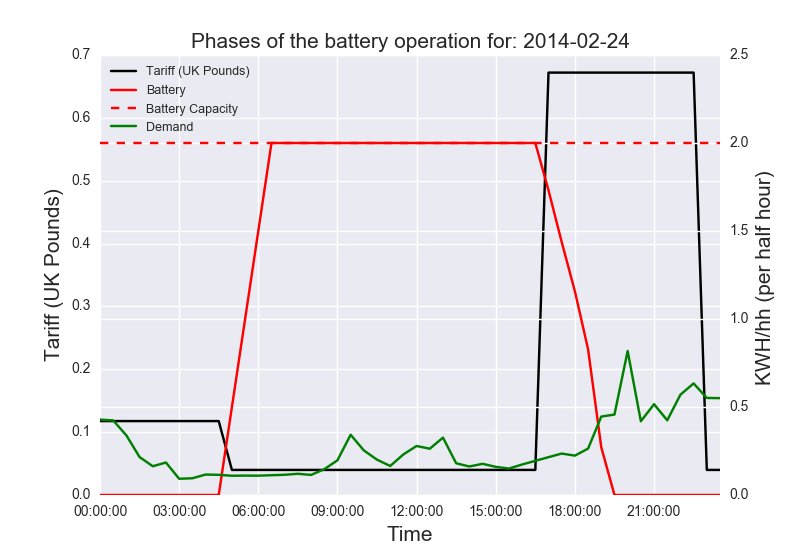 Phases of the battery operation for: 2014-02-24
Tariff (UK Pounds)
Battery
Battery Capacity
Demand
0.7
0.6
0.5
0.4
0.3
0.2
0.1
0.0
Tariff (UK Pounds)
2.5
2.0
1.5
1.0
0.5
0.0
KWH/hh (per half hour)
00:00:00 03:00:00 06:00:00 09:00:00 12:00:00 15:00:00 18:00:00 21:00:00
Time